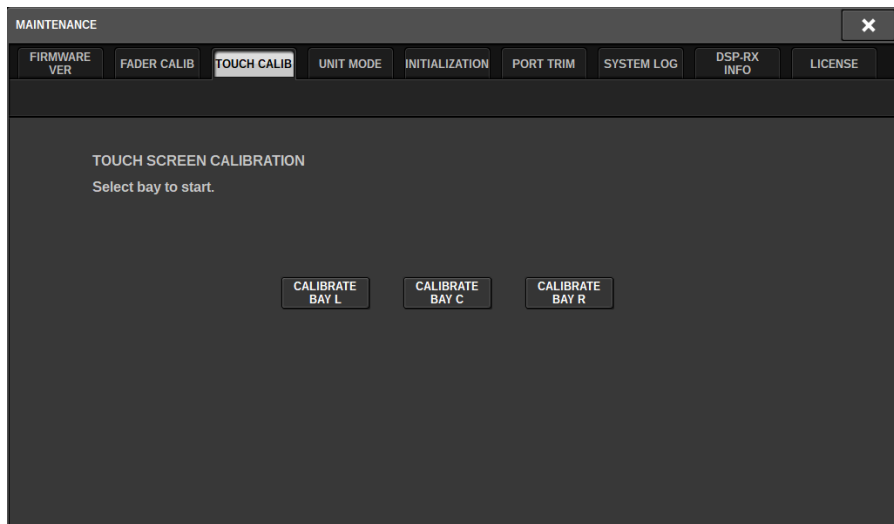 MAINTENANCE
FIRMWARE
VER
FADER CALIB
TOUCH CALIB
UNIT MODE
INITIALIZATION
PORT TRIM
SYSTEM LOG
DSP-RX
INFO
LICENSE
TOUCH SCREEN CALIBRATION
Select bay to start.
CALIBRATE
BAY L
CALIBRATE
BAY C
CALIBRATE
BAY R